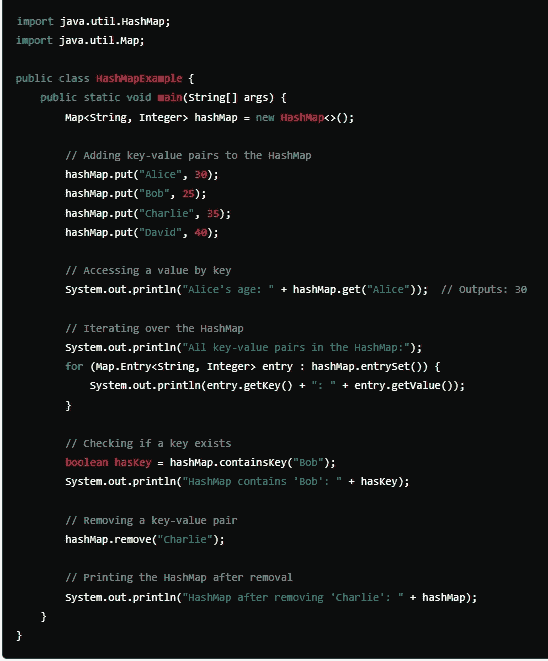 import java.util.HashMap;
import java.util.Map;

public class HashMapExample {
    public static void main(String[] args) {
        Map<String, Integer> hashMap = new HashMap<>();

        // Adding key-value pairs to the HashMap
        hashMap.put("Alice", 30);
        hashMap.put("Bob", 25);
        hashMap.put("Charlie", 35);
        hashMap.put("David", 40);

        // Accessing a value by key
        System.out.println("Alice's age: " + hashMap.get("Alice"));  // Outputs: 30

        // Iterating over the HashMap
        System.out.println("All key-value pairs in the HashMap:");
        for (Map.Entry<String, Integer> entry : hashMap.entrySet()) {
            System.out.println(entry.getKey() + ": " + entry.getValue());
        }

        // Checking if a key exists
        boolean hasKey = hashMap.containsKey("Bob");
        System.out.println("HashMap contains 'Bob': " + hasKey);

        // Removing a key-value pair
        hashMap.remove("Charlie");

        // Printing the HashMap after removal
        System.out.println("HashMap after removing 'Charlie': " + hashMap);
    }
}